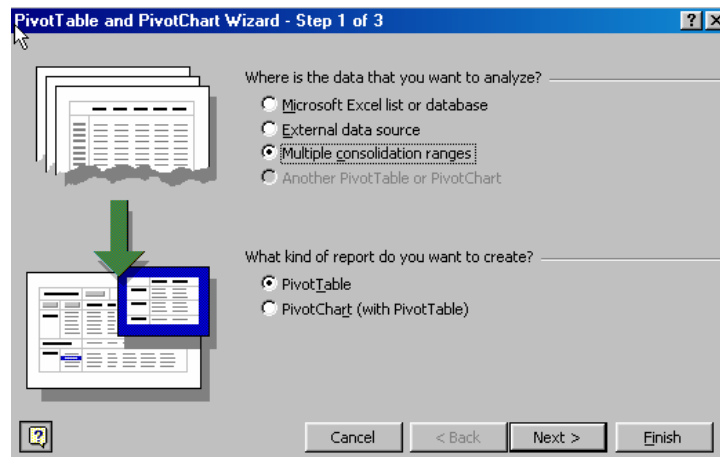 PivotTable and PivotChart Wizard - Step 1 of 3
Where is the data that you want to analyze?
Microsoft Excel list or database
External data source
Multiple consolidation ranges
Another PivotTable or PivotChart
What kind of report do you want to create?
PivotTable
PivotChart (with PivotTable)
Cancel
< Back
Next >
Finish